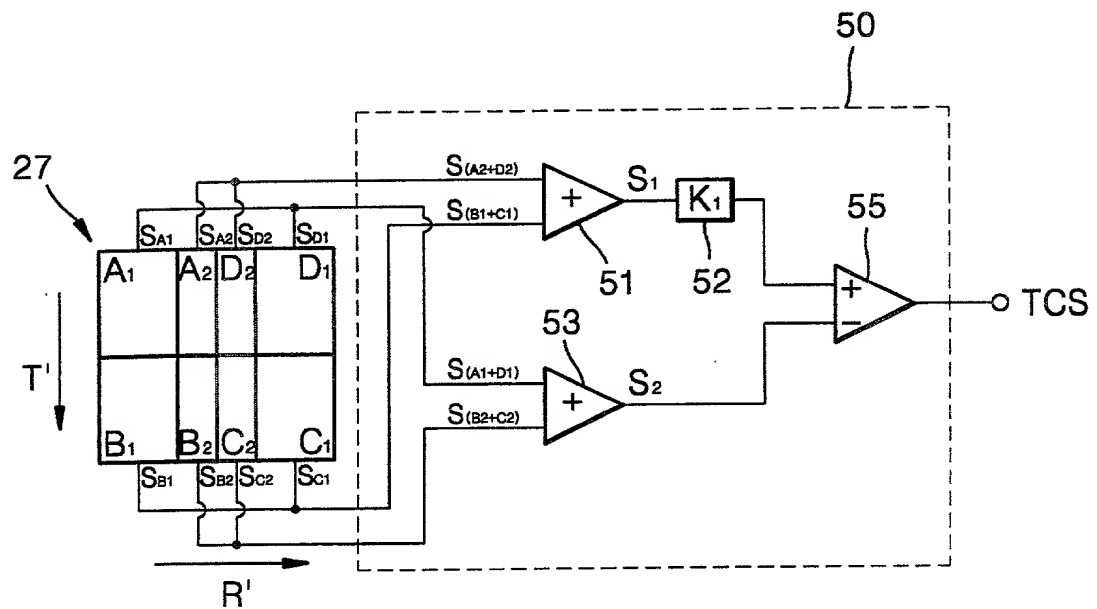 50
27
S(A2+D2)
S1
K1
S(B1+C1)
SA1 SA2 SD2 SD1
55
A1 A2 D2 D1
51
52
+
+
−
TCS
T'
53
S(A1+D1)
S2
+
S(B2+C2)
B1 B2 C2 C1
SB1 SB2 SC2 SC1
R'